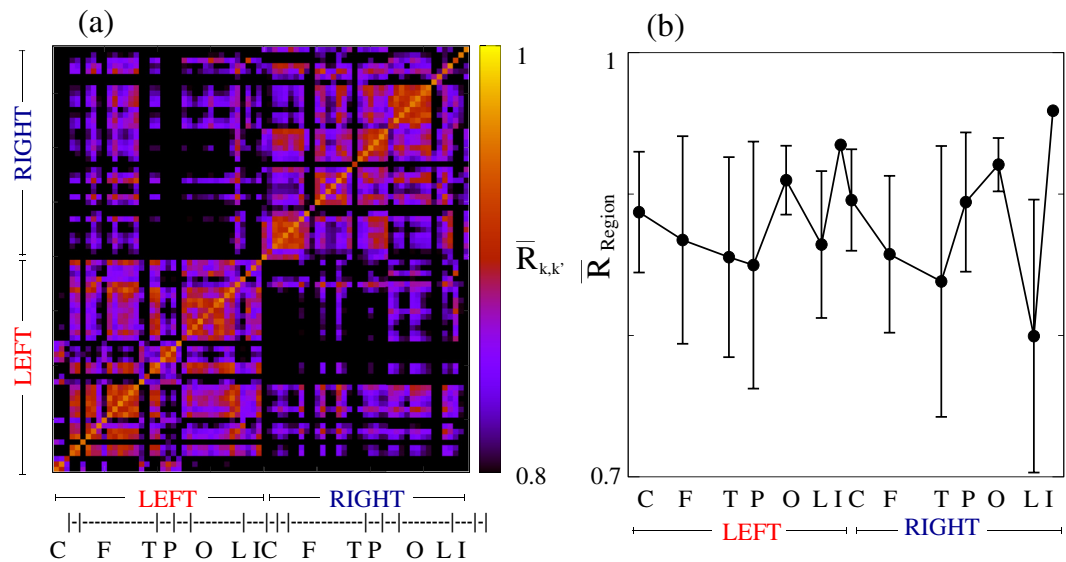 (a)
(b)
1
0.8
R̅k,k’
RIGHT
LEFT
LEFT RIGHT
C F T P O L I C F T P O L I
1
0.7
R̅Region
C F T P O L I C F T P O L I
LEFT RIGHT